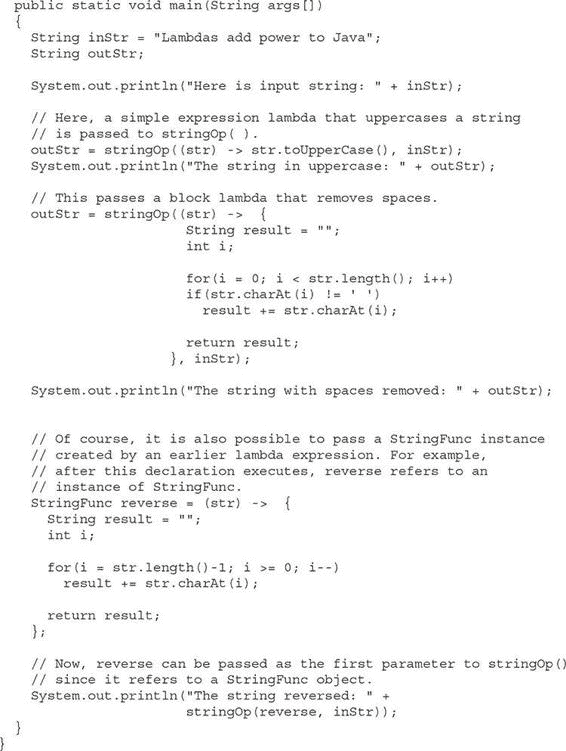 public static void main(String args[])
{
String inStr = "Lambdas add power to Java";
String outStr;
System.out.println("Here is input string: " + inStr);
// Here, a simple expression lambda that uppercases a string
// is passed to stringOp( ).
outStr = stringOp((str) -> str.toUpperCase(), inStr);
System.out.println("The string in uppercase: " + outStr);
// This passes a block lambda that removes spaces.
outStr = stringOp((str) -> {
String result = "";
int i;
for(i = 0; i < str.length(); i++)
if(str.charAt(i) != ' ')
result += str.charAt(i);
return result;
}, inStr);
System.out.println("The string with spaces removed: " + outStr);
// Of course, it is also possible to pass a StringFunc instance
// created by an earlier lambda expression. For example,
// after this declaration executes, reverse refers to an
// instance of StringFunc.
StringFunc reverse = (str) -> {
String result = "";
int i;
for(i = str.length()-1; i >= 0; i--)
result += str.charAt(i);
return result;
};
// Now, reverse can be passed as the first parameter to stringOp()
// since it refers to a StringFunc object.
System.out.println("The string reversed: " +
stringOp(reverse, inStr));
}
}